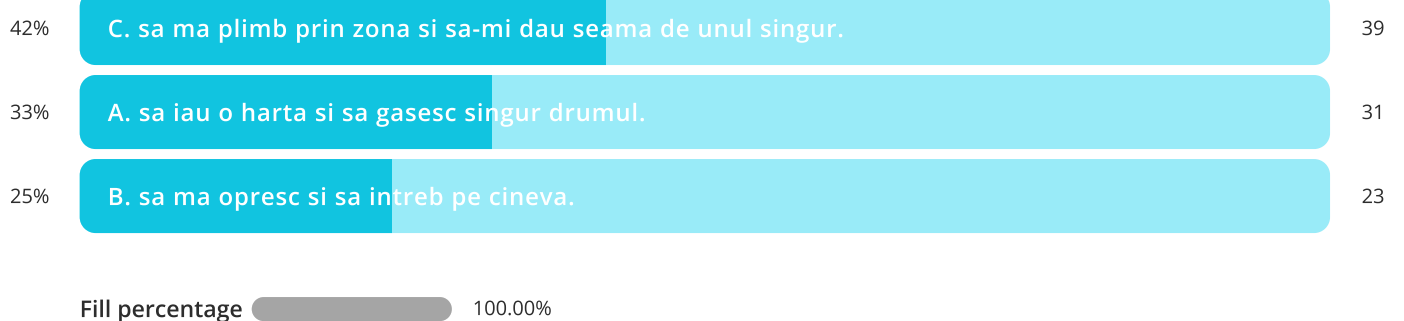 42% C. sa ma plimb prin zona si sa-mi dau seama de unul singur. 39
33% A. sa iau o harta si sa gasesc singur drumul. 31
25% B. sa ma opresc si sa intreb pe cineva. 23
Fill percentage 100.00%